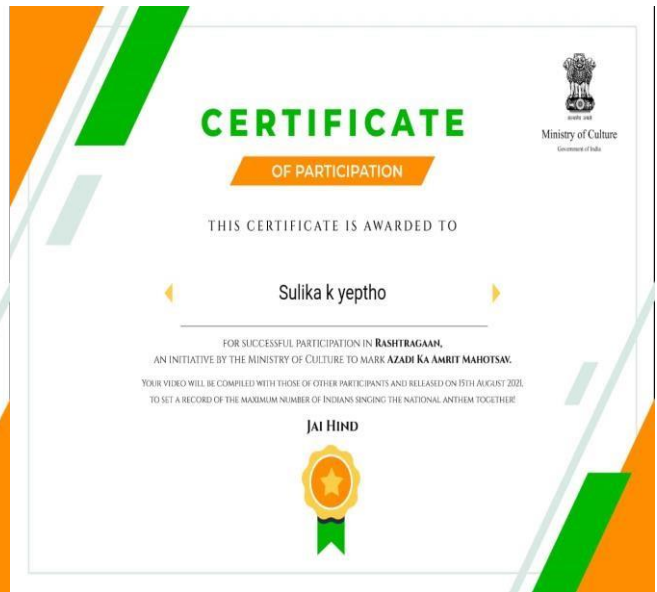 CERTIFICATE
OF PARTICIPATION
Ministry of Culture
Government of India
THIS CERTIFICATE IS AWARDED TO
Sulika k yeptho
FOR SUCCESSFUL PARTICIPATION IN RASHTRAGAAN,
AN INITIATIVE BY THE MINISTRY OF CULTURE TO MARK AZADI KA AMRIT MAHOTSAV.
YOUR VIDEO WILL BE COMPILED WITH THOSE OF OTHER PARTICIPANTS AND RELEASED ON 15TH AUGUST 2021,
TO SET A RECORD OF THE MAXIMUM NUMBER OF INDIANS SINGING THE NATIONAL ANTHEM TOGETHER!
JAI HIND